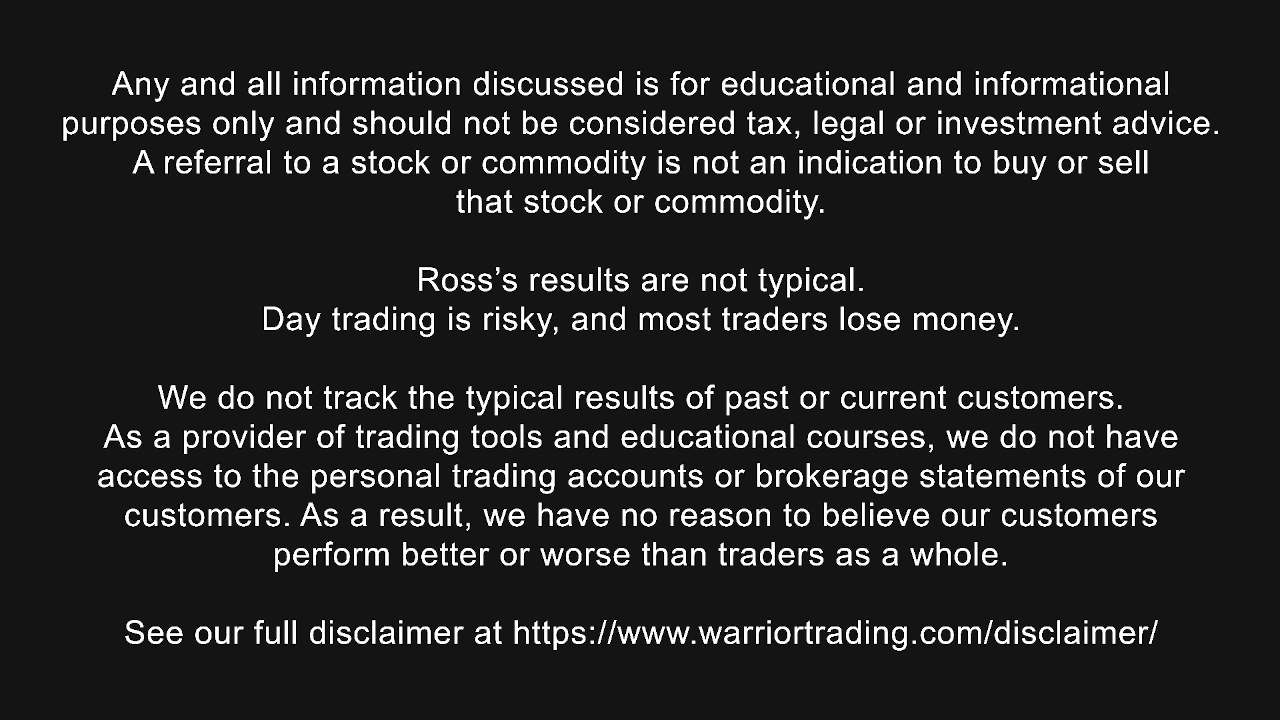 Any and all information discussed is for educational and informational
purposes only and should not be considered tax, legal or investment advice.
A referral to a stock or commodity is not an indication to buy or sell
that stock or commodity.
Ross’s results are not typical.
Day trading is risky, and most traders lose money.
We do not track the typical results of past or current customers.
As a provider of trading tools and educational courses, we do not have
access to the personal trading accounts or brokerage statements of our
customers. As a result, we have no reason to believe our customers
perform better or worse than traders as a whole.
See our full disclaimer at https://www.warriortrading.com/disclaimer/